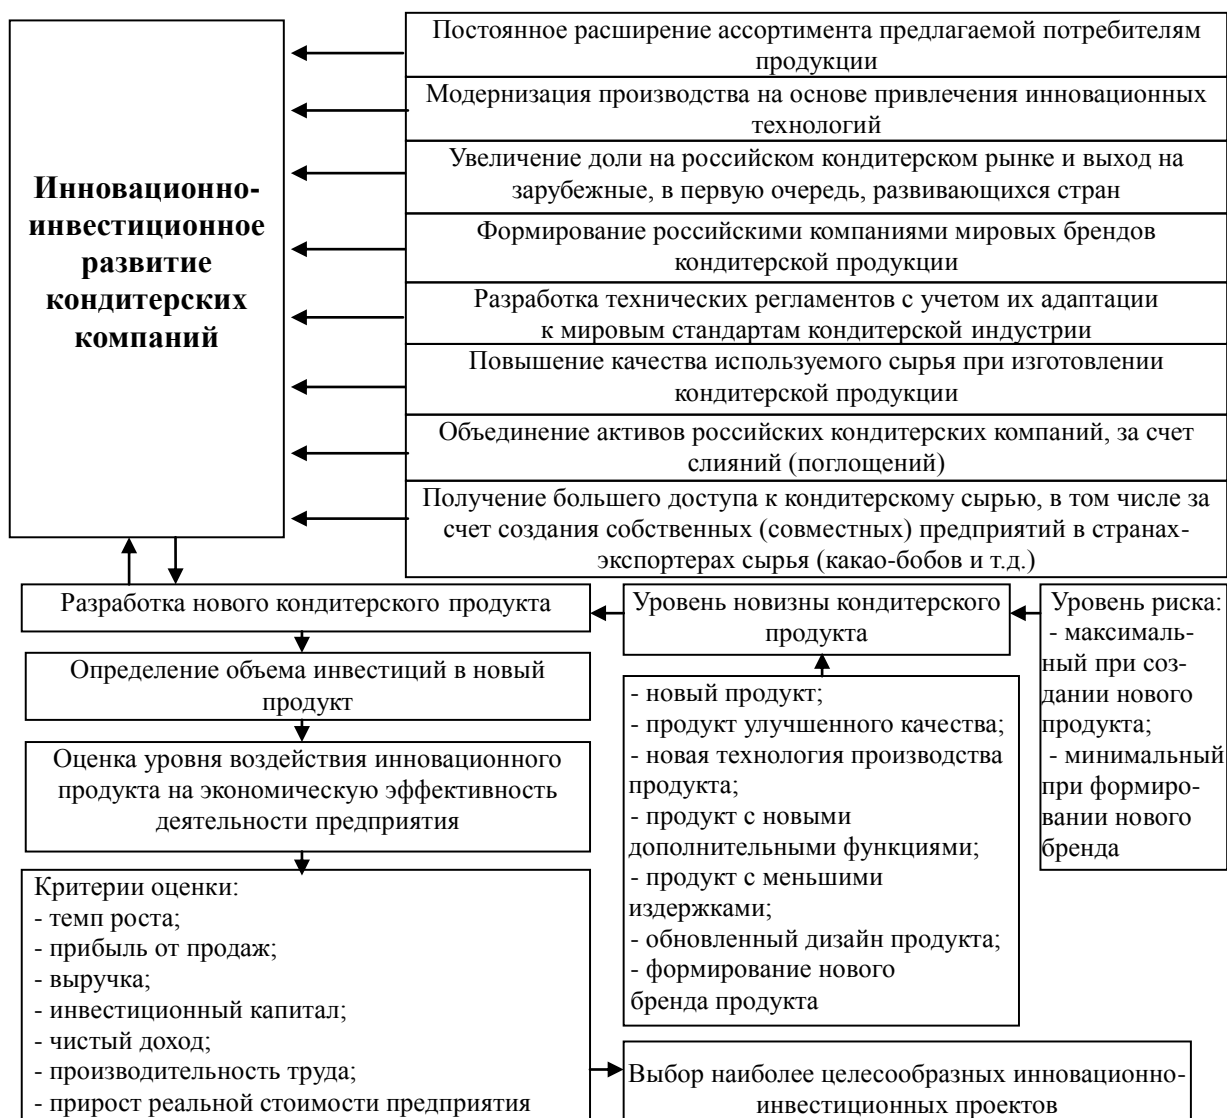 Инновационно-
инвестиционное
развитие
кондитерских
компаний
Постоянное расширение ассортимента предлагаемой потребителям
продукции
Модернизация производства на основе привлечения инновационных
технологий
Увеличение доли на российском кондитерском рынке и выход на
зарубежные, в первую очередь, развивающихся стран
Формирование российскими компаниями мировых брендов
кондитерской продукции
Разработка технических регламентов с учетом их адаптации
к мировым стандартам кондитерской индустрии
Повышение качества используемого сырья при изготовлении
кондитерской продукции
Объединение активов российских кондитерских компаний, за счет
слияний (поглощений)
Получение большего доступа к кондитерскому сырью, в том числе за
счет создания собственных (совместных) предприятий в странах-
экспортерах сырья (какао-бобов и т.д.)
Разработка нового кондитерского продукта
Определение объема инвестиций в новый
продукт
Оценка уровня воздействия инновационного
продукта на экономическую эффективность
деятельности предприятия
Критерии оценки:
- темп роста;
- прибыль от продаж;
- выручка;
- инвестиционный капитал;
- чистый доход;
- производительность труда;
- прирост реальной стоимости предприятия
Уровень новизны кондитерского
продукта
- новый продукт;
- продукт улучшенного качества;
- новая технология производства
продукта;
- продукт с новыми
дополнительными функциями;
- продукт с меньшими
издержками;
- обновленный дизайн продукта;
- формирование нового
бренда продукта
Уровень риска:
- максималь-
ный при соз-
дании нового
продукта;
- минимальный
при формиро-
вании нового
бренда
Выбор наиболее целесообразных инновационно-
инвестиционных проектов